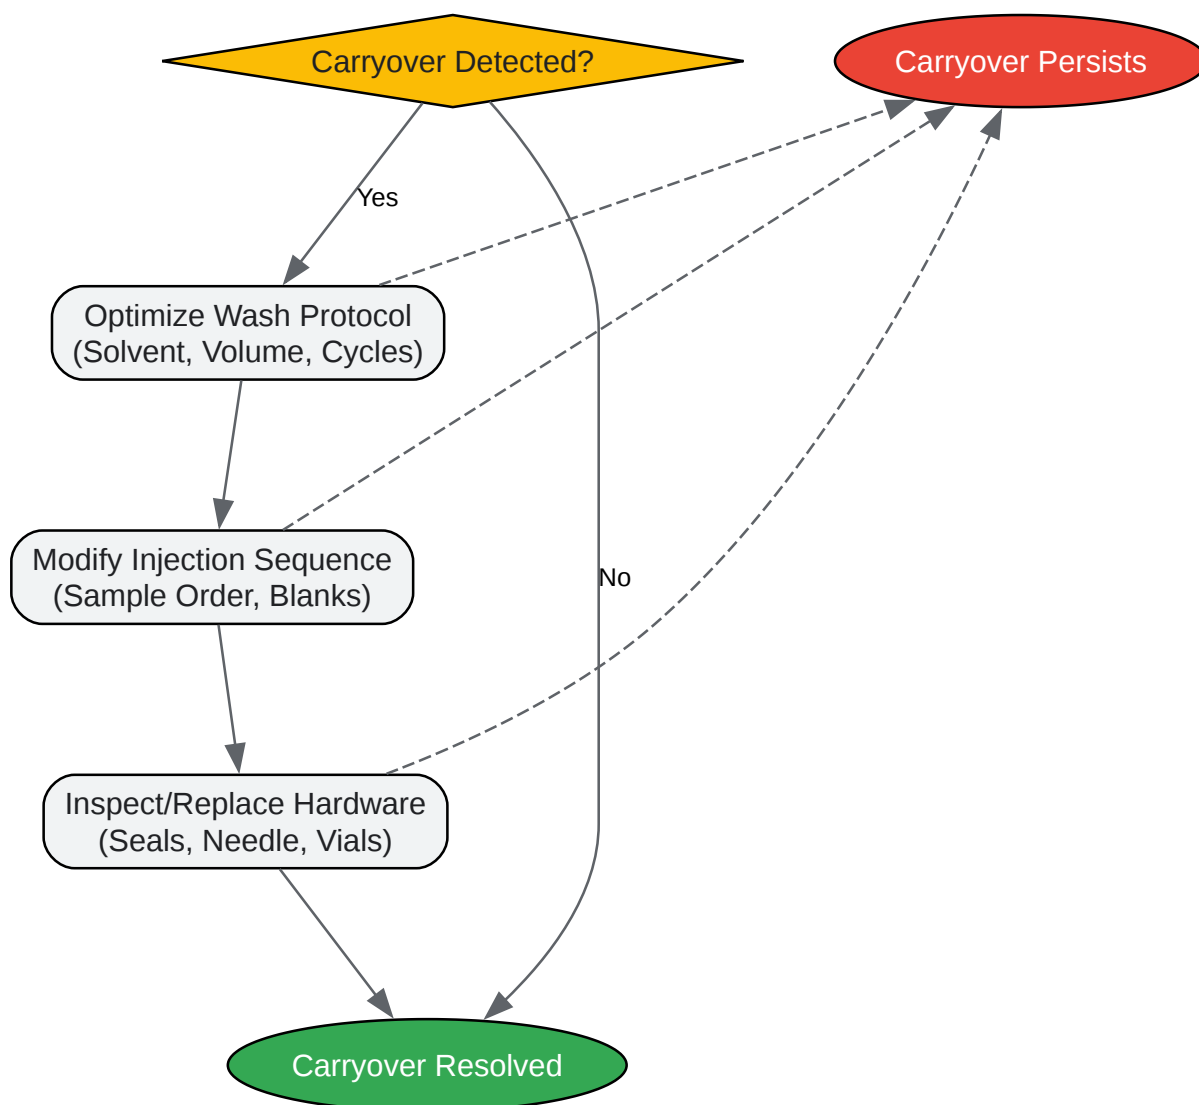 Carryover Detected?
Carryover Persists
Yes
Optimize Wash Protocol
(Solvent, Volume, Cycles)
Modify Injection Sequence
(Sample Order, Blanks)
No
Inspect/Replace Hardware
(Seals, Needle, Vials)
Carryover Resolved